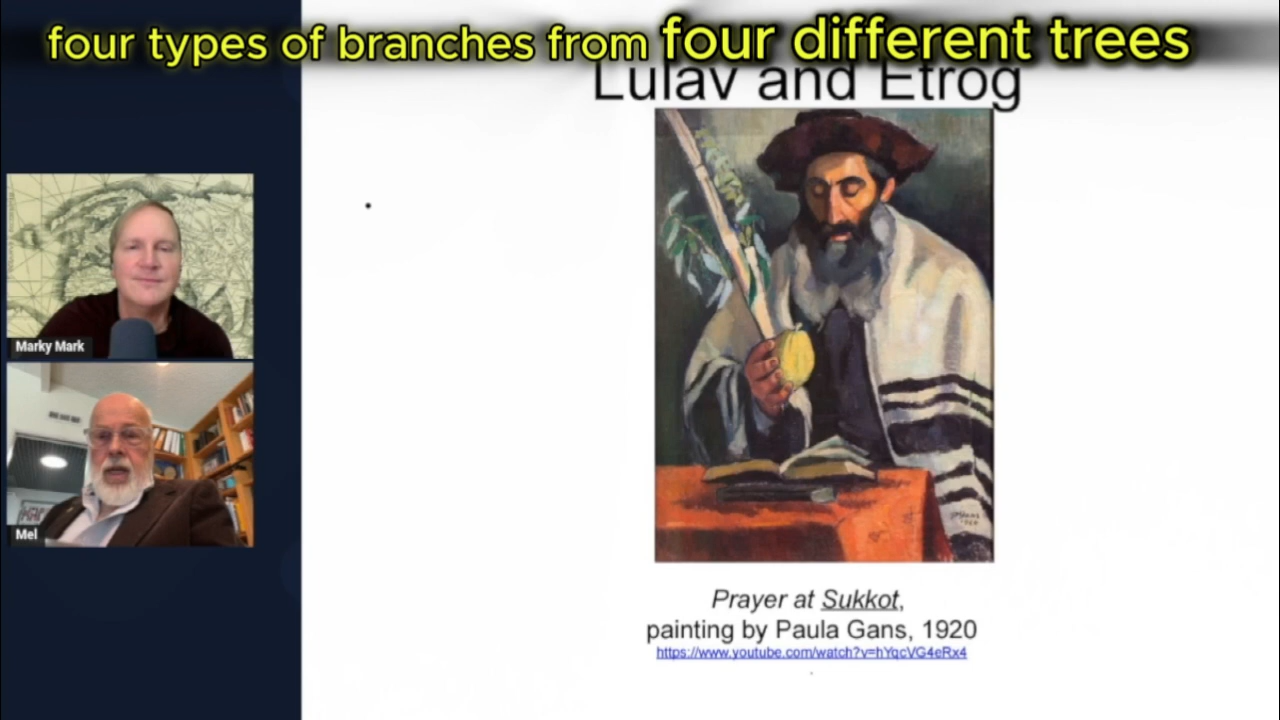 four types of branches from four different trees
Lulav and Etrog
Marky Mark
Mel
Prayer at Sukkot,
painting by Paula Gans, 1920
https://www.youtube.com/watch?v=hYqcVG4eRx4